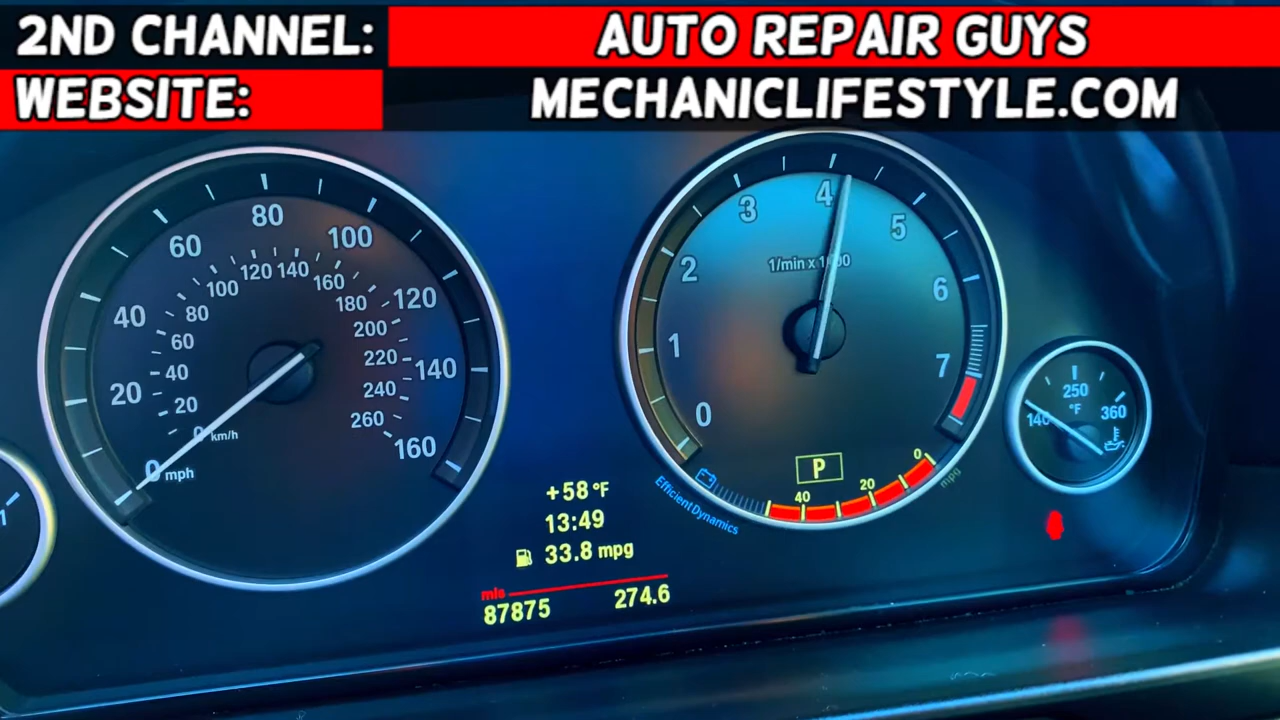 2ND CHANNEL: AUTO REPAIR GUYS
WEBSITE: MECHANICLIFESTYLE.COM
0 20 40 60 80 100 120 140 160
mph
0 20 40 60 80 100 120 140 160 180 200 220 240 260
km/h
0 1 2 3 4 5 6 7
P
40 20 0
mpg
EfficientDynamics
140 250 360
°F
1
+58 °F
13:49
33.8 mpg
mls
87875 274.6